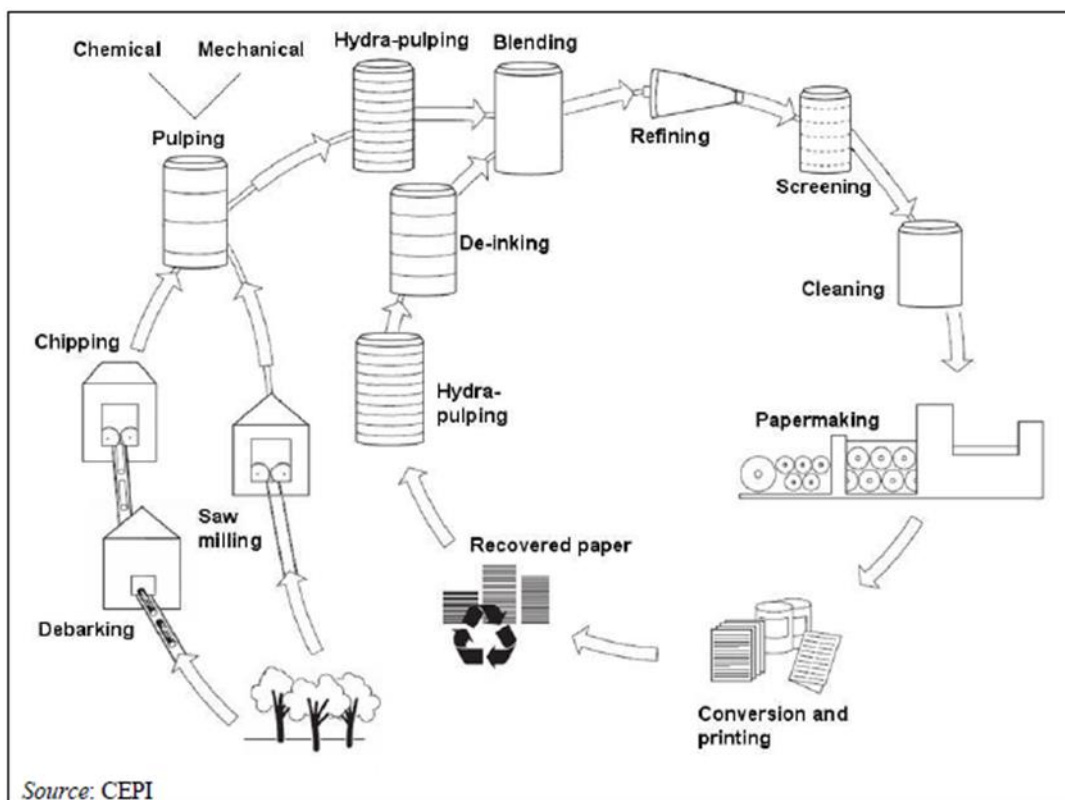 Chemical Mechanical
Pulping
Hydra-pulping
Blending
Refining
Screening
Cleaning
De-inking
Hydra-
pulping
Chipping
Saw
milling
Debarking
Papermaking
Recovered paper
Conversion and
printing
Source: CEPI